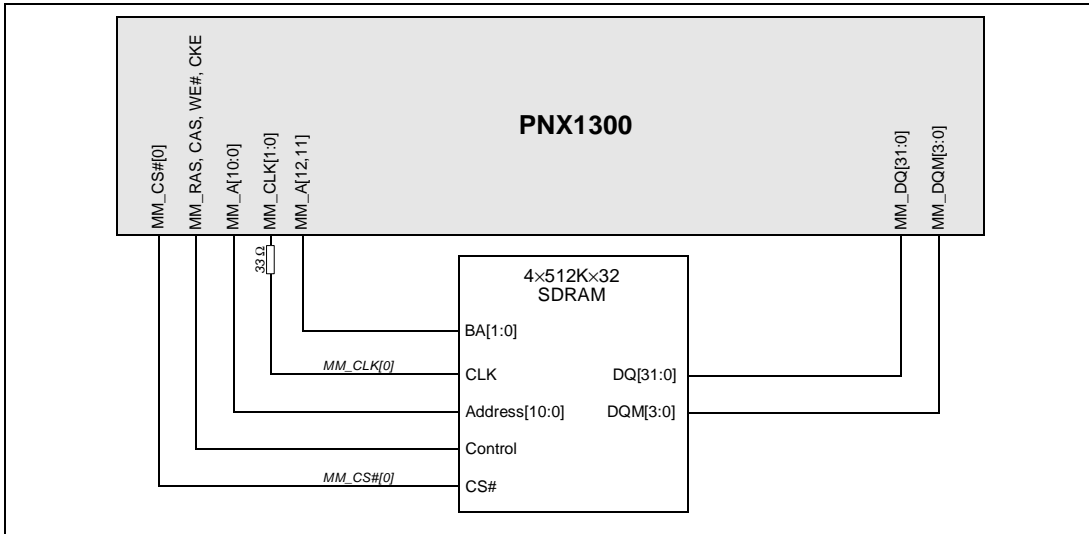 PNX1300
MM_CS#[0]
MM_RAS, CAS, WE#, CKE
MM_A[10:0]
MM_CLK[1:0]
MM_A[12,11]
MM_DQ[31:0]
MM_DQM[3:0]
33 Ω
4×512K×32
SDRAM
BA[1:0]
MM_CLK[0]
CLK
DQ[31:0]
Address[10:0]
DQM[3:0]
Control
MM_CS#[0]
CS#